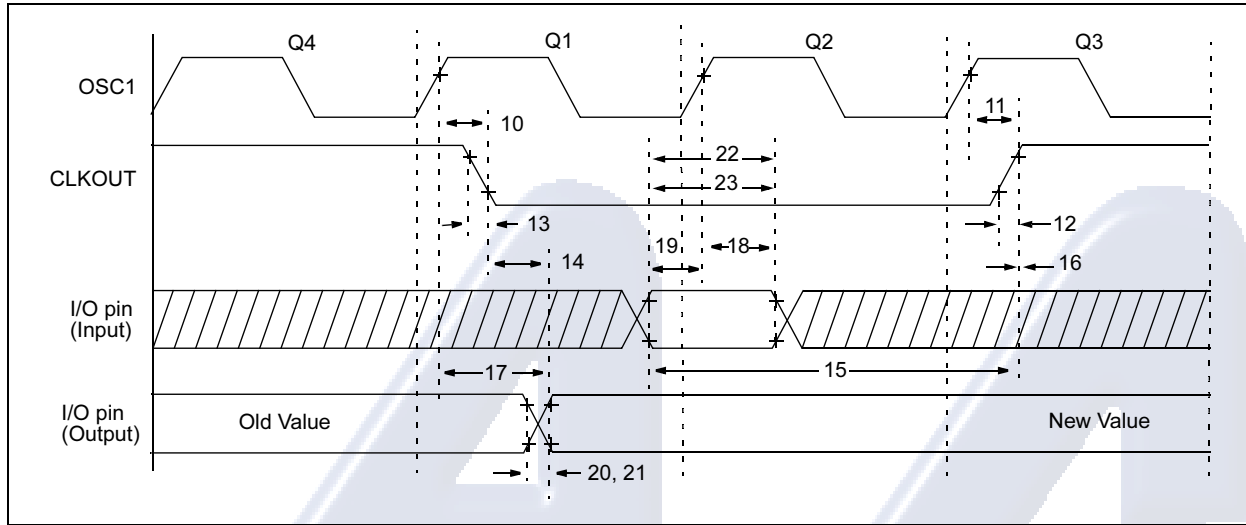 Q4 Q1 Q2 Q3
OSC1
10 11
22
CLKOUT
23
13 12
19 18
14 16
I/O pin
(Input)
17 15
I/O pin
(Output)
Old Value New Value
20, 21